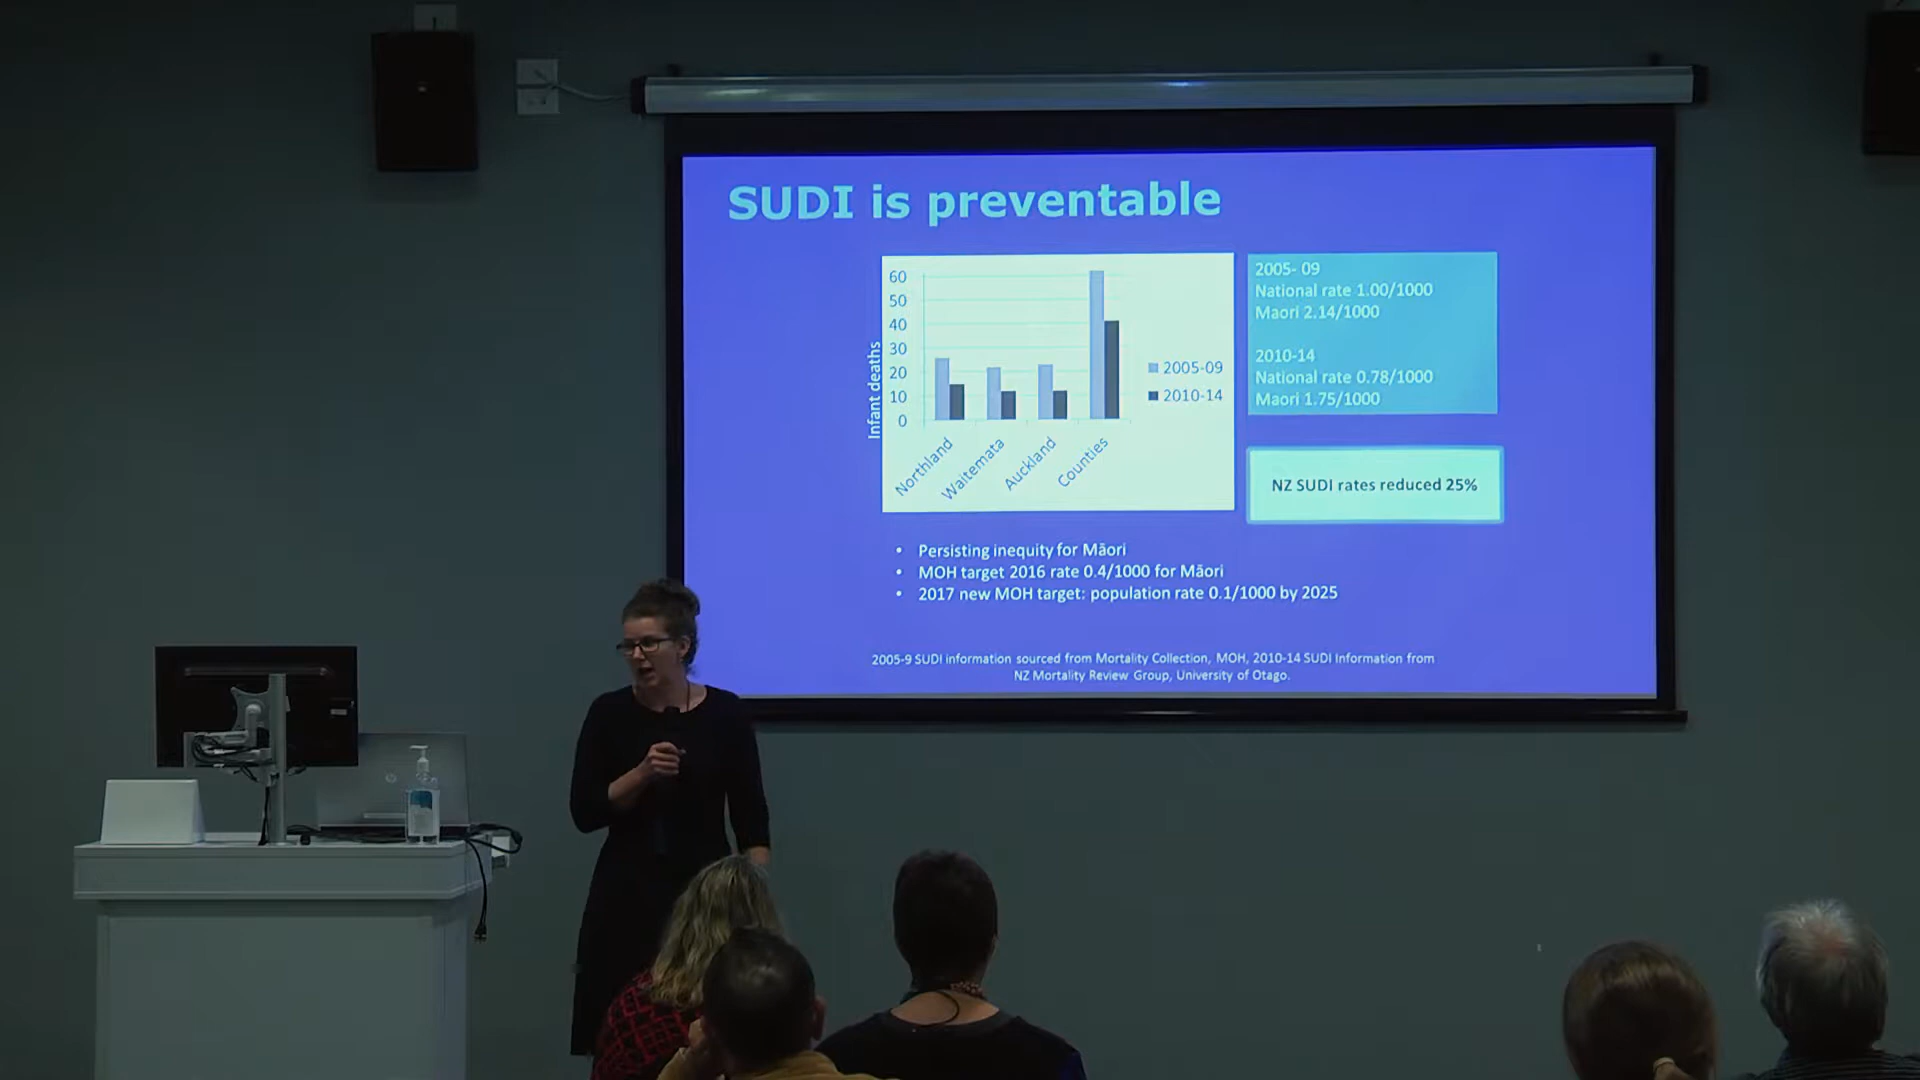 SUDI is preventable
60
50
40
30
20
10
0
Infant deaths
Northland
Waitemata
Auckland
Counties
2005-09
2010-14
2005- 09
National rate 1.00/1000
Maori 2.14/1000
2010-14
National rate 0.78/1000
Maori 1.75/1000
NZ SUDI rates reduced 25%
• Persisting inequity for Māori
• MOH target 2016 rate 0.4/1000 for Māori
• 2017 new MOH target: population rate 0.1/1000 by 2025
2005-9 SUDI information sourced from Mortality Collection, MOH, 2010-14 SUDI Information from
NZ Mortality Review Group, University of Otago.